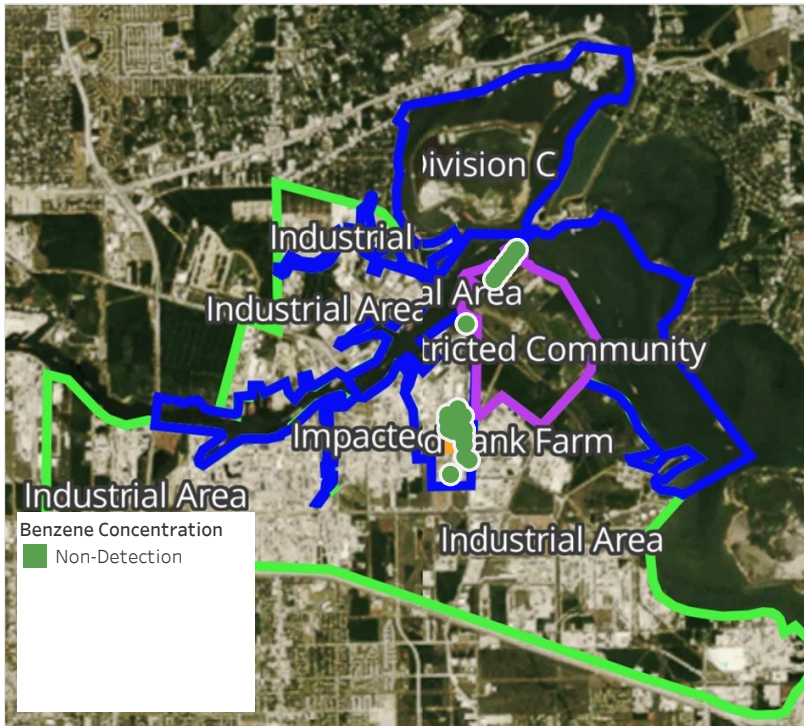 Division C
Industrial
Industrial Area
al Area
tricted Community
Impacted
ank Farm
Industrial Area
Industrial Area
Benzene Concentration
Non-Detection